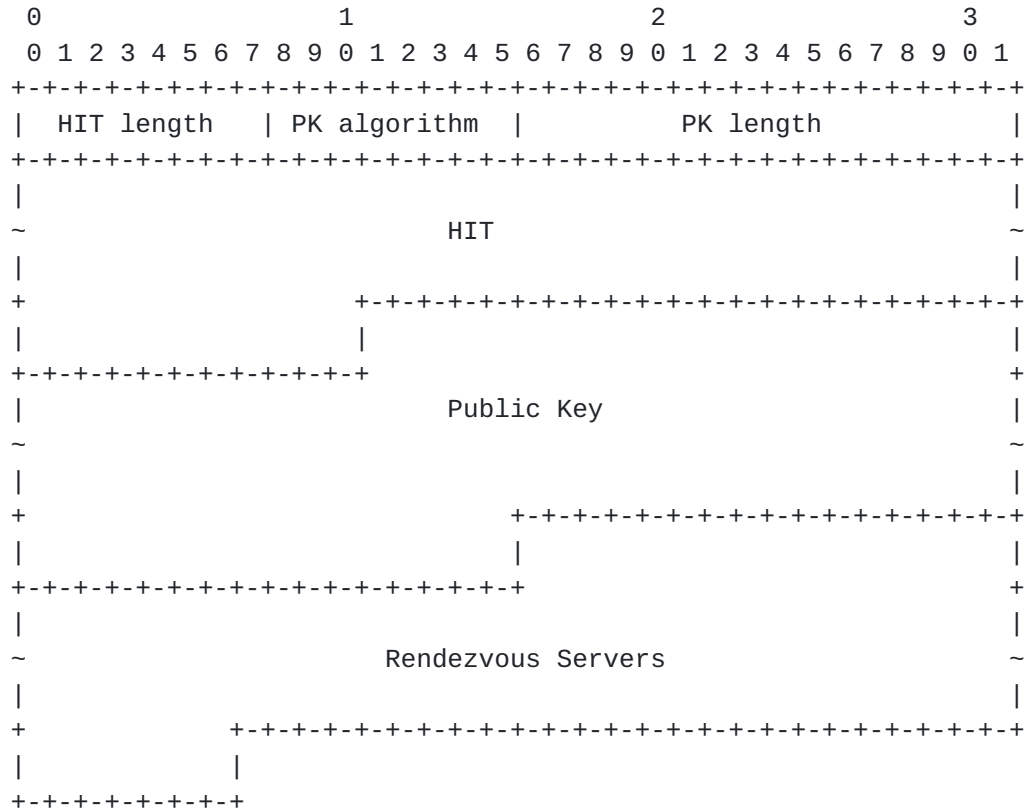 0                   1                   2                   3
 0 1 2 3 4 5 6 7 8 9 0 1 2 3 4 5 6 7 8 9 0 1 2 3 4 5 6 7 8 9 0 1
+-+-+-+-+-+-+-+-+-+-+-+-+-+-+-+-+-+-+-+-+-+-+-+-+-+-+-+-+-+-+-+-+
|  HIT length   | PK algorithm  |          PK length            |
+-+-+-+-+-+-+-+-+-+-+-+-+-+-+-+-+-+-+-+-+-+-+-+-+-+-+-+-+-+-+-+-+
|                                                               |
~                           HIT                                 ~
|                                                               |
+                     +-+-+-+-+-+-+-+-+-+-+-+-+-+-+-+-+-+-+-+-+-+
|                     |                                         |
+-+-+-+-+-+-+-+-+-+-+-+                                         +
|                           Public Key                          |
~                                                               ~
|                                                               |
+                               +-+-+-+-+-+-+-+-+-+-+-+-+-+-+-+-+
|                               |                               |
+-+-+-+-+-+-+-+-+-+-+-+-+-+-+-+-+                               +
|                                                               |
~                       Rendezvous Servers                      ~
|                                                               |
+             +-+-+-+-+-+-+-+-+-+-+-+-+-+-+-+-+-+-+-+-+-+-+-+-+-+
|             |
+-+-+-+-+-+-+-+